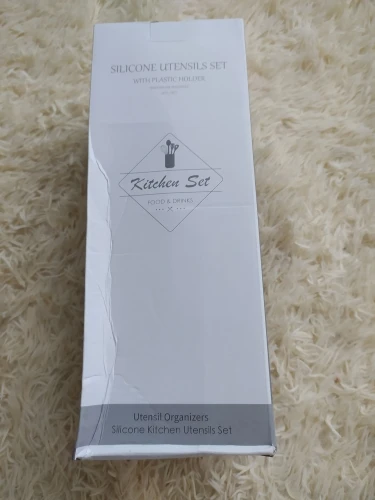 SILICONE UTENSILS SET
WITH PLASTIC HOLDER
Kitchen Set
FOOD & DRINKS
Utensil Organizers
Silicone Kitchen Utensils Set